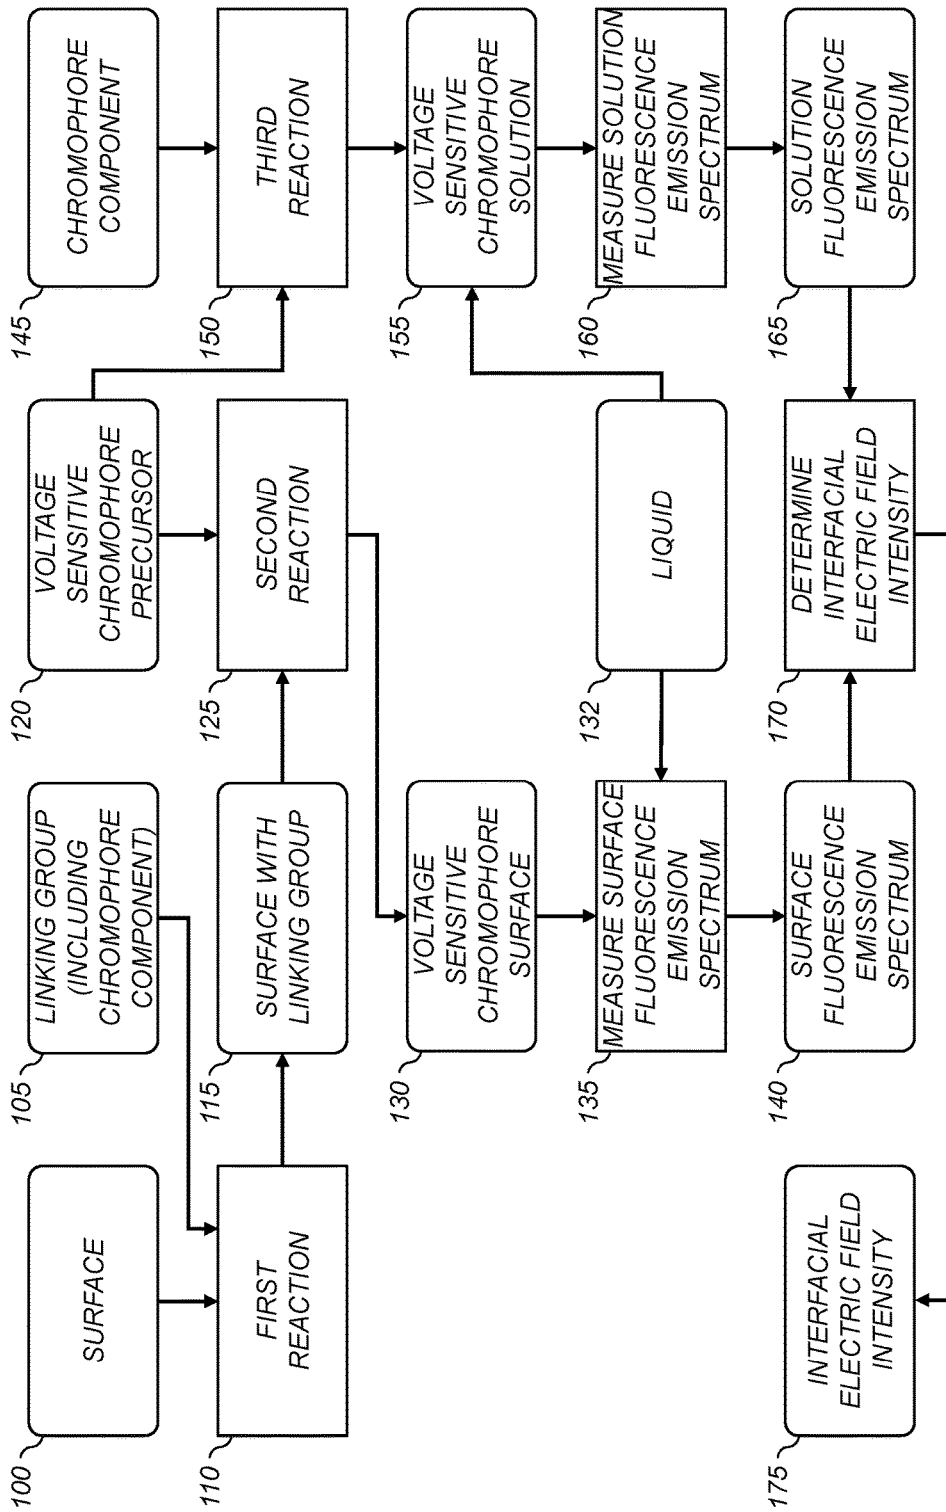 100
SURFACE
105
LINKING GROUP
(INCLUDING
CHROMOPHORE
COMPONENT)
120
VOLTAGE
SENSITIVE
CHROMOPHORE
PRECURSOR
145
CHROMOPHORE
COMPONENT
110
FIRST
REACTION
115
SURFACE WITH
LINKING GROUP
125
SECOND
REACTION
150
THIRD
REACTION
130
VOLTAGE
SENSITIVE
CHROMOPHORE
SURFACE
155
VOLTAGE
SENSITIVE
CHROMOPHORE
SOLUTION
135
MEASURE SURFACE
FLUORESCENCE
EMISSION
SPECTRUM
132
LIQUID
160
MEASURE SOLUTION
FLUORESCENCE
EMISSION
SPECTRUM
175
INTERFACIAL
ELECTRIC FIELD
INTENSITY
140
SURFACE
FLUORESCENCE
EMISSION
SPECTRUM
170
DETERMINE
INTERFACIAL
ELECTRIC FIELD
INTENSITY
165
SOLUTION
FLUORESCENCE
EMISSION
SPECTRUM